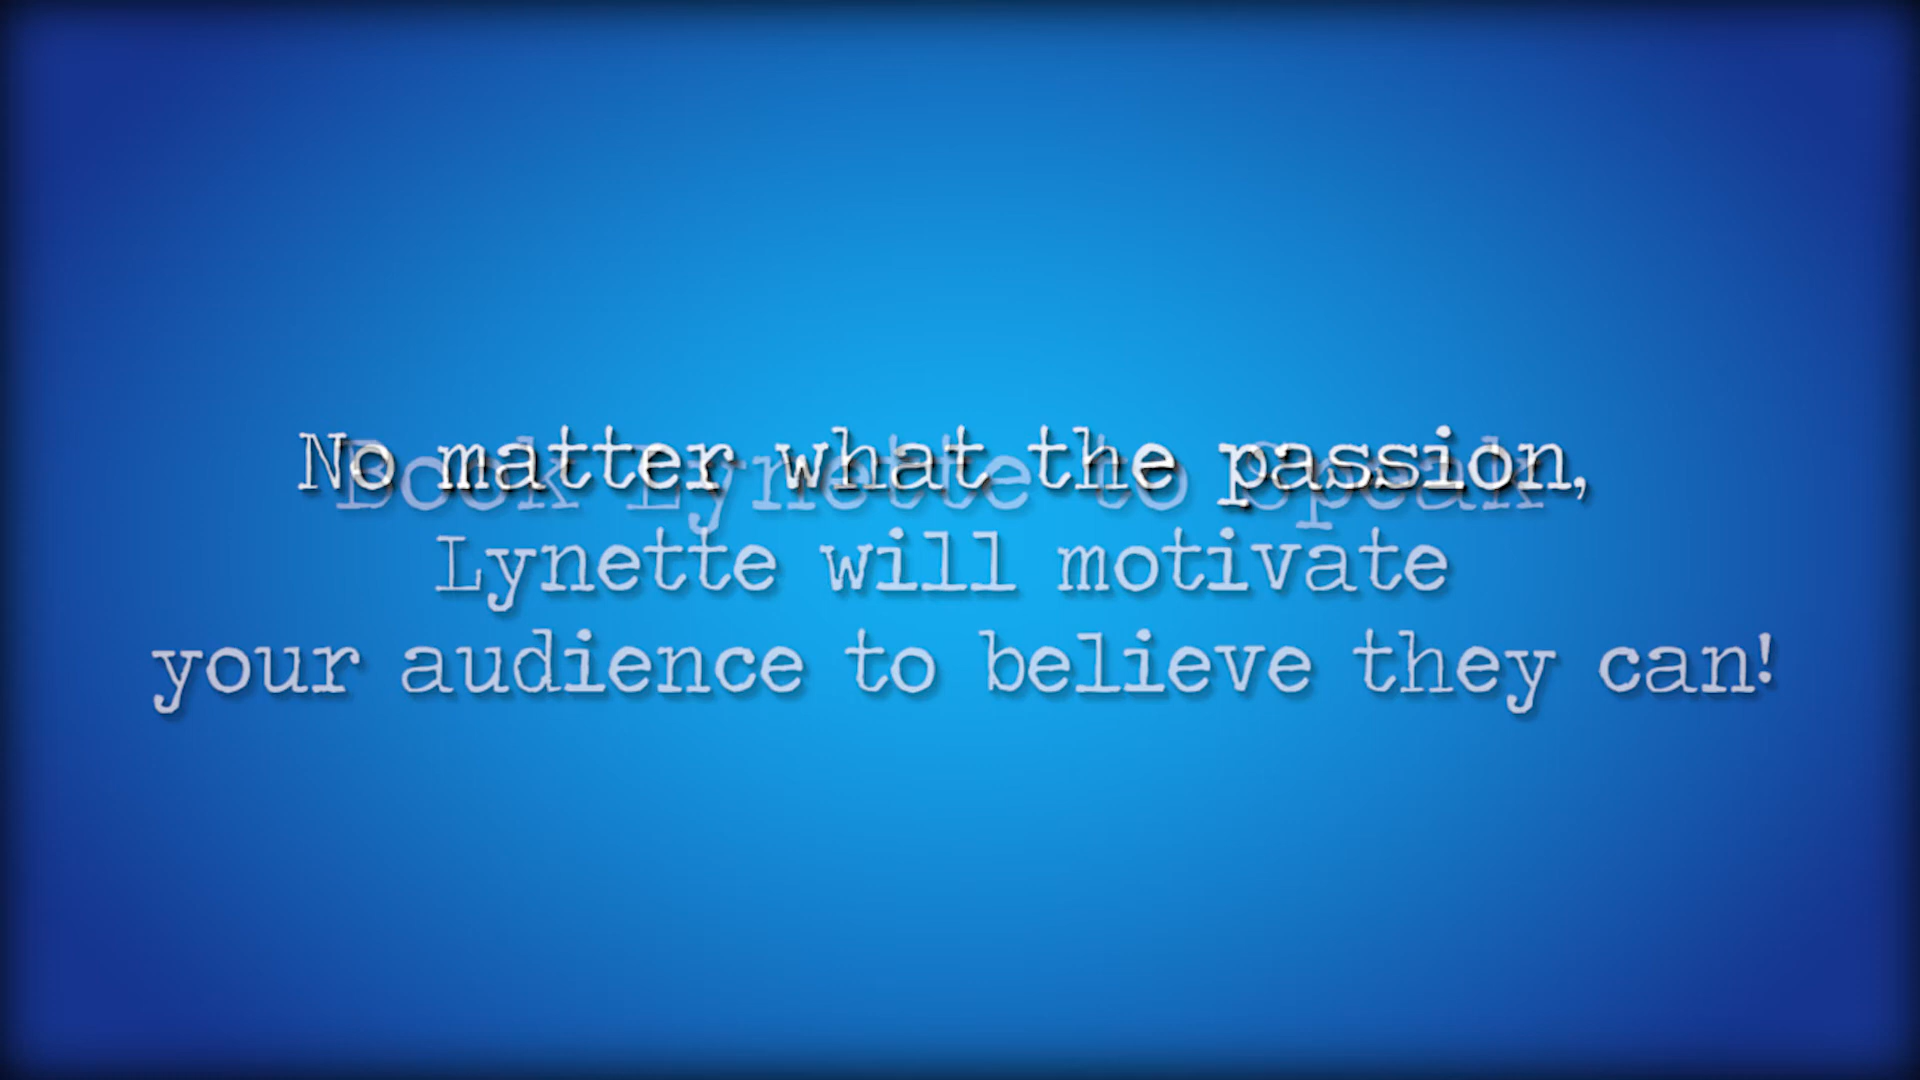 No matter what the passion,
Book Lynette to Speak
Lynette will motivate
your audience to believe they can!